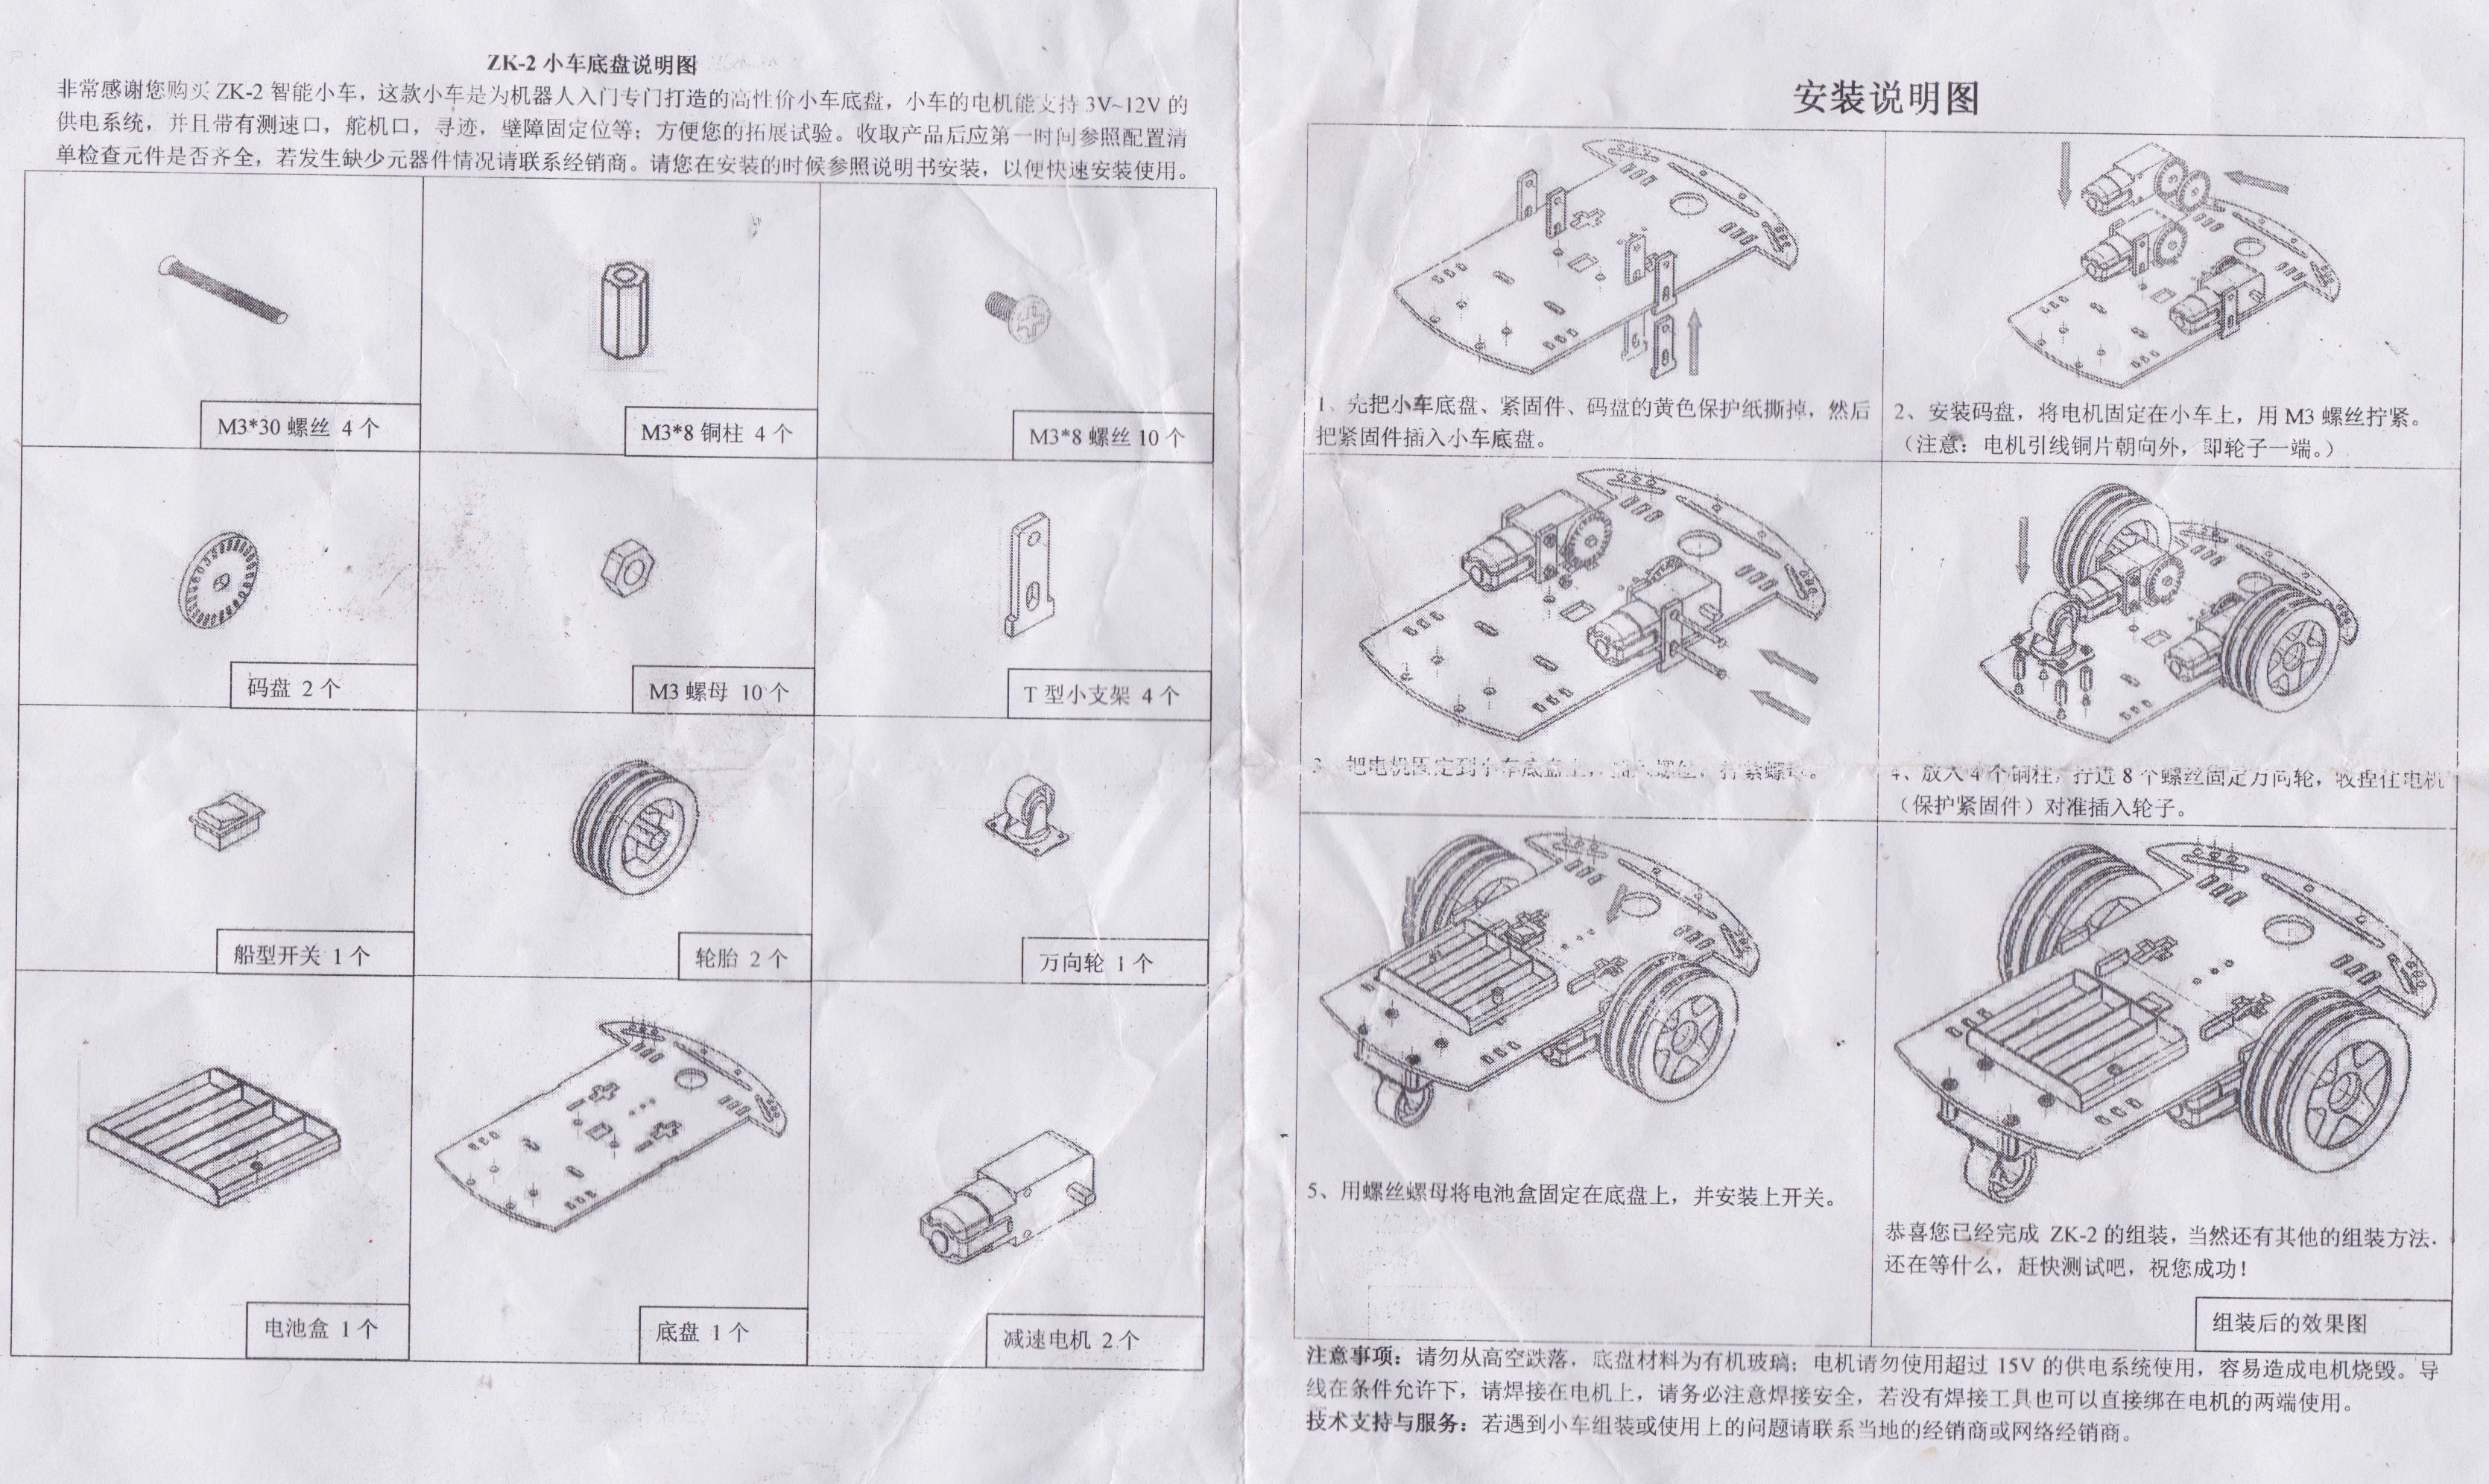 ZK-2 小车底盘说明图
非常感谢您购买 ZK-2 智能小车，这款小车是为机器人入门专门打造的高性价小车底盘，小车的电机能支持 3V~12V 的
供电系统，并且带有测速口，舵机口，寻迹，壁障固定位等；方便您的拓展试验。收取产品后应第一时间参照配置清
单检查元件是否齐全，若发生缺少元器件情况请联系经销商。请您在安装的时候参照说明书安装，以便快速安装使用。
M3*30 螺丝 4 个
M3*8 铜柱 4 个
M3*8 螺丝 10 个
码盘 2 个
M3 螺母 10 个
T 型小支架 4 个
船型开关 1 个
轮胎 2 个
万向轮 1 个
电池盒 1 个
底盘 1 个
减速电机 2 个
安装说明图
1、先把小车底盘、紧固件、码盘的黄色保护纸撕掉，然后
把紧固件插入小车底盘。
2、安装码盘，将电机固定在小车上，用 M3 螺丝拧紧。
（注意：电机引线铜片朝向外，即轮子一端。）
3、把电机固定到小车底盘上，插入螺丝，拧紧螺母。
4、放入 4 个铜柱，拧进 8 个螺丝固定万向轮，捏住电机
（保护紧固件）对准插入轮子。
5、用螺丝螺母将电池盒固定在底盘上，并安装上开关。
恭喜您已经完成 ZK-2 的组装，当然还有其他的组装方法.
还在等什么，赶快测试吧，祝您成功！
组装后的效果图
注意事项：请勿从高空跌落，底盘材料为有机玻璃；电机请勿使用超过 15V 的供电系统使用，容易造成电机烧毁。导
线在条件允许下，请焊接在电机上，请务必注意焊接安全，若没有焊接工具也可以直接绑在电机的两端使用。
技术支持与服务：若遇到小车组装或使用上的问题请联系当地的经销商或网络经销商。